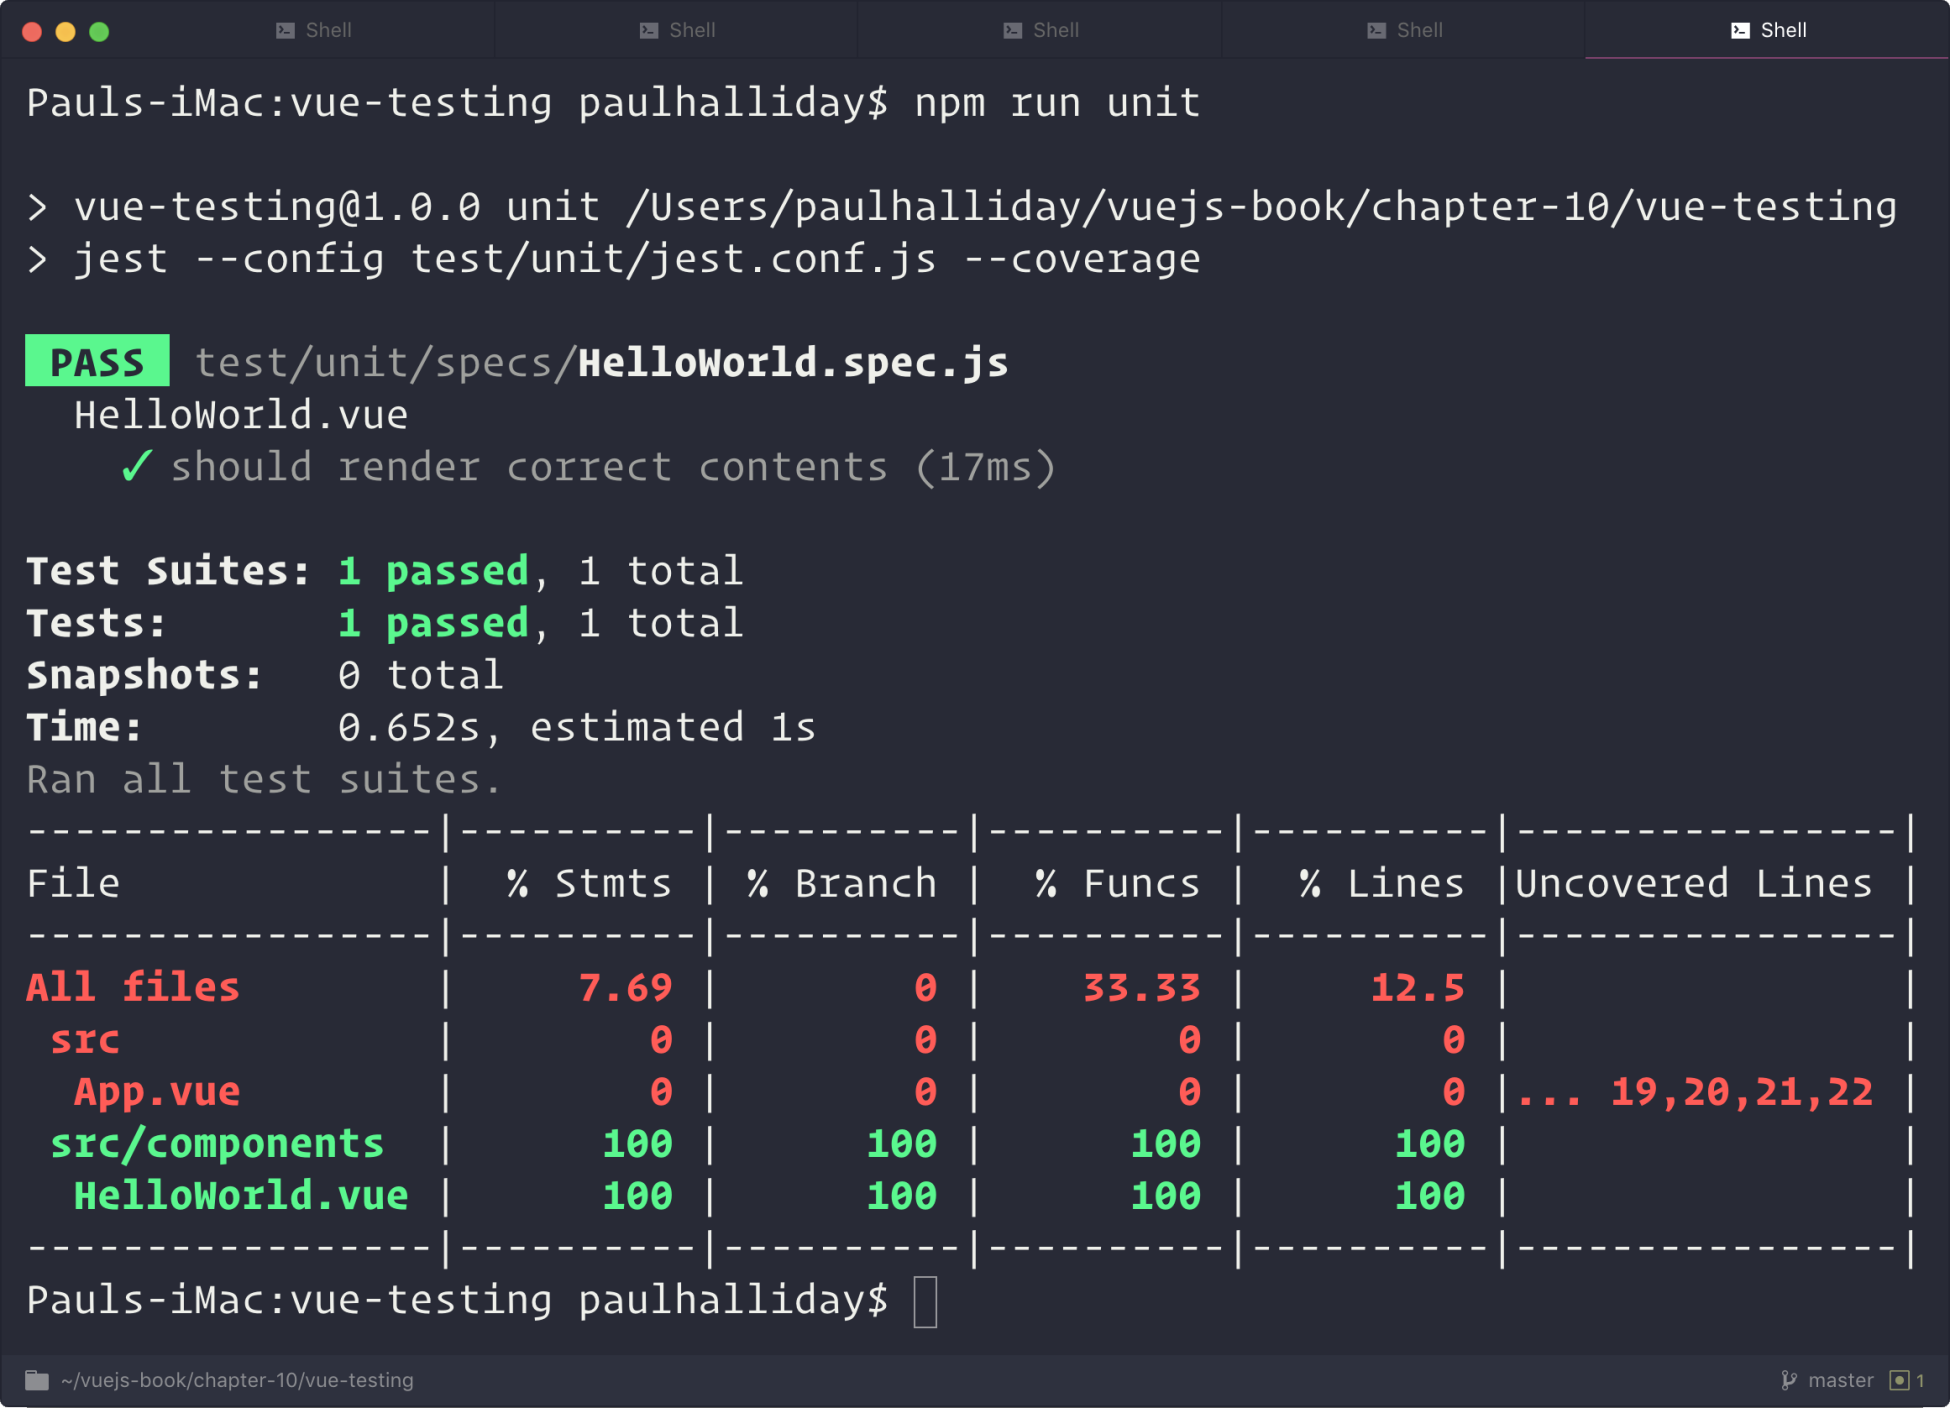 Shell Shell Shell Shell Shell
Pauls-iMac:vue-testing paulhalliday$ npm run unit
> vue-testing@1.0.0 unit /Users/paulhalliday/vuejs-book/chapter-10/vue-testing
> jest --config test/unit/jest.conf.js --coverage
PASS test/unit/specs/HelloWorld.spec.js
HelloWorld.vue
✓ should render correct contents (17ms)
Test Suites: 1 passed, 1 total
Tests: 1 passed, 1 total
Snapshots: 0 total
Time: 0.652s, estimated 1s
Ran all test suites.
-----------------|----------|----------|----------|----------|----------------|
File | % Stmts | % Branch | % Funcs | % Lines |Uncovered Lines |
-----------------|----------|----------|----------|----------|----------------|
All files | 7.69 | 0 | 33.33 | 12.5 | |
src | 0 | 0 | 0 | 0 | |
App.vue | 0 | 0 | 0 | 0 |... 19,20,21,22 |
src/components | 100 | 100 | 100 | 100 | |
HelloWorld.vue | 100 | 100 | 100 | 100 | |
-----------------|----------|----------|----------|----------|----------------|
Pauls-iMac:vue-testing paulhalliday$
~/vuejs-book/chapter-10/vue-testing master 1